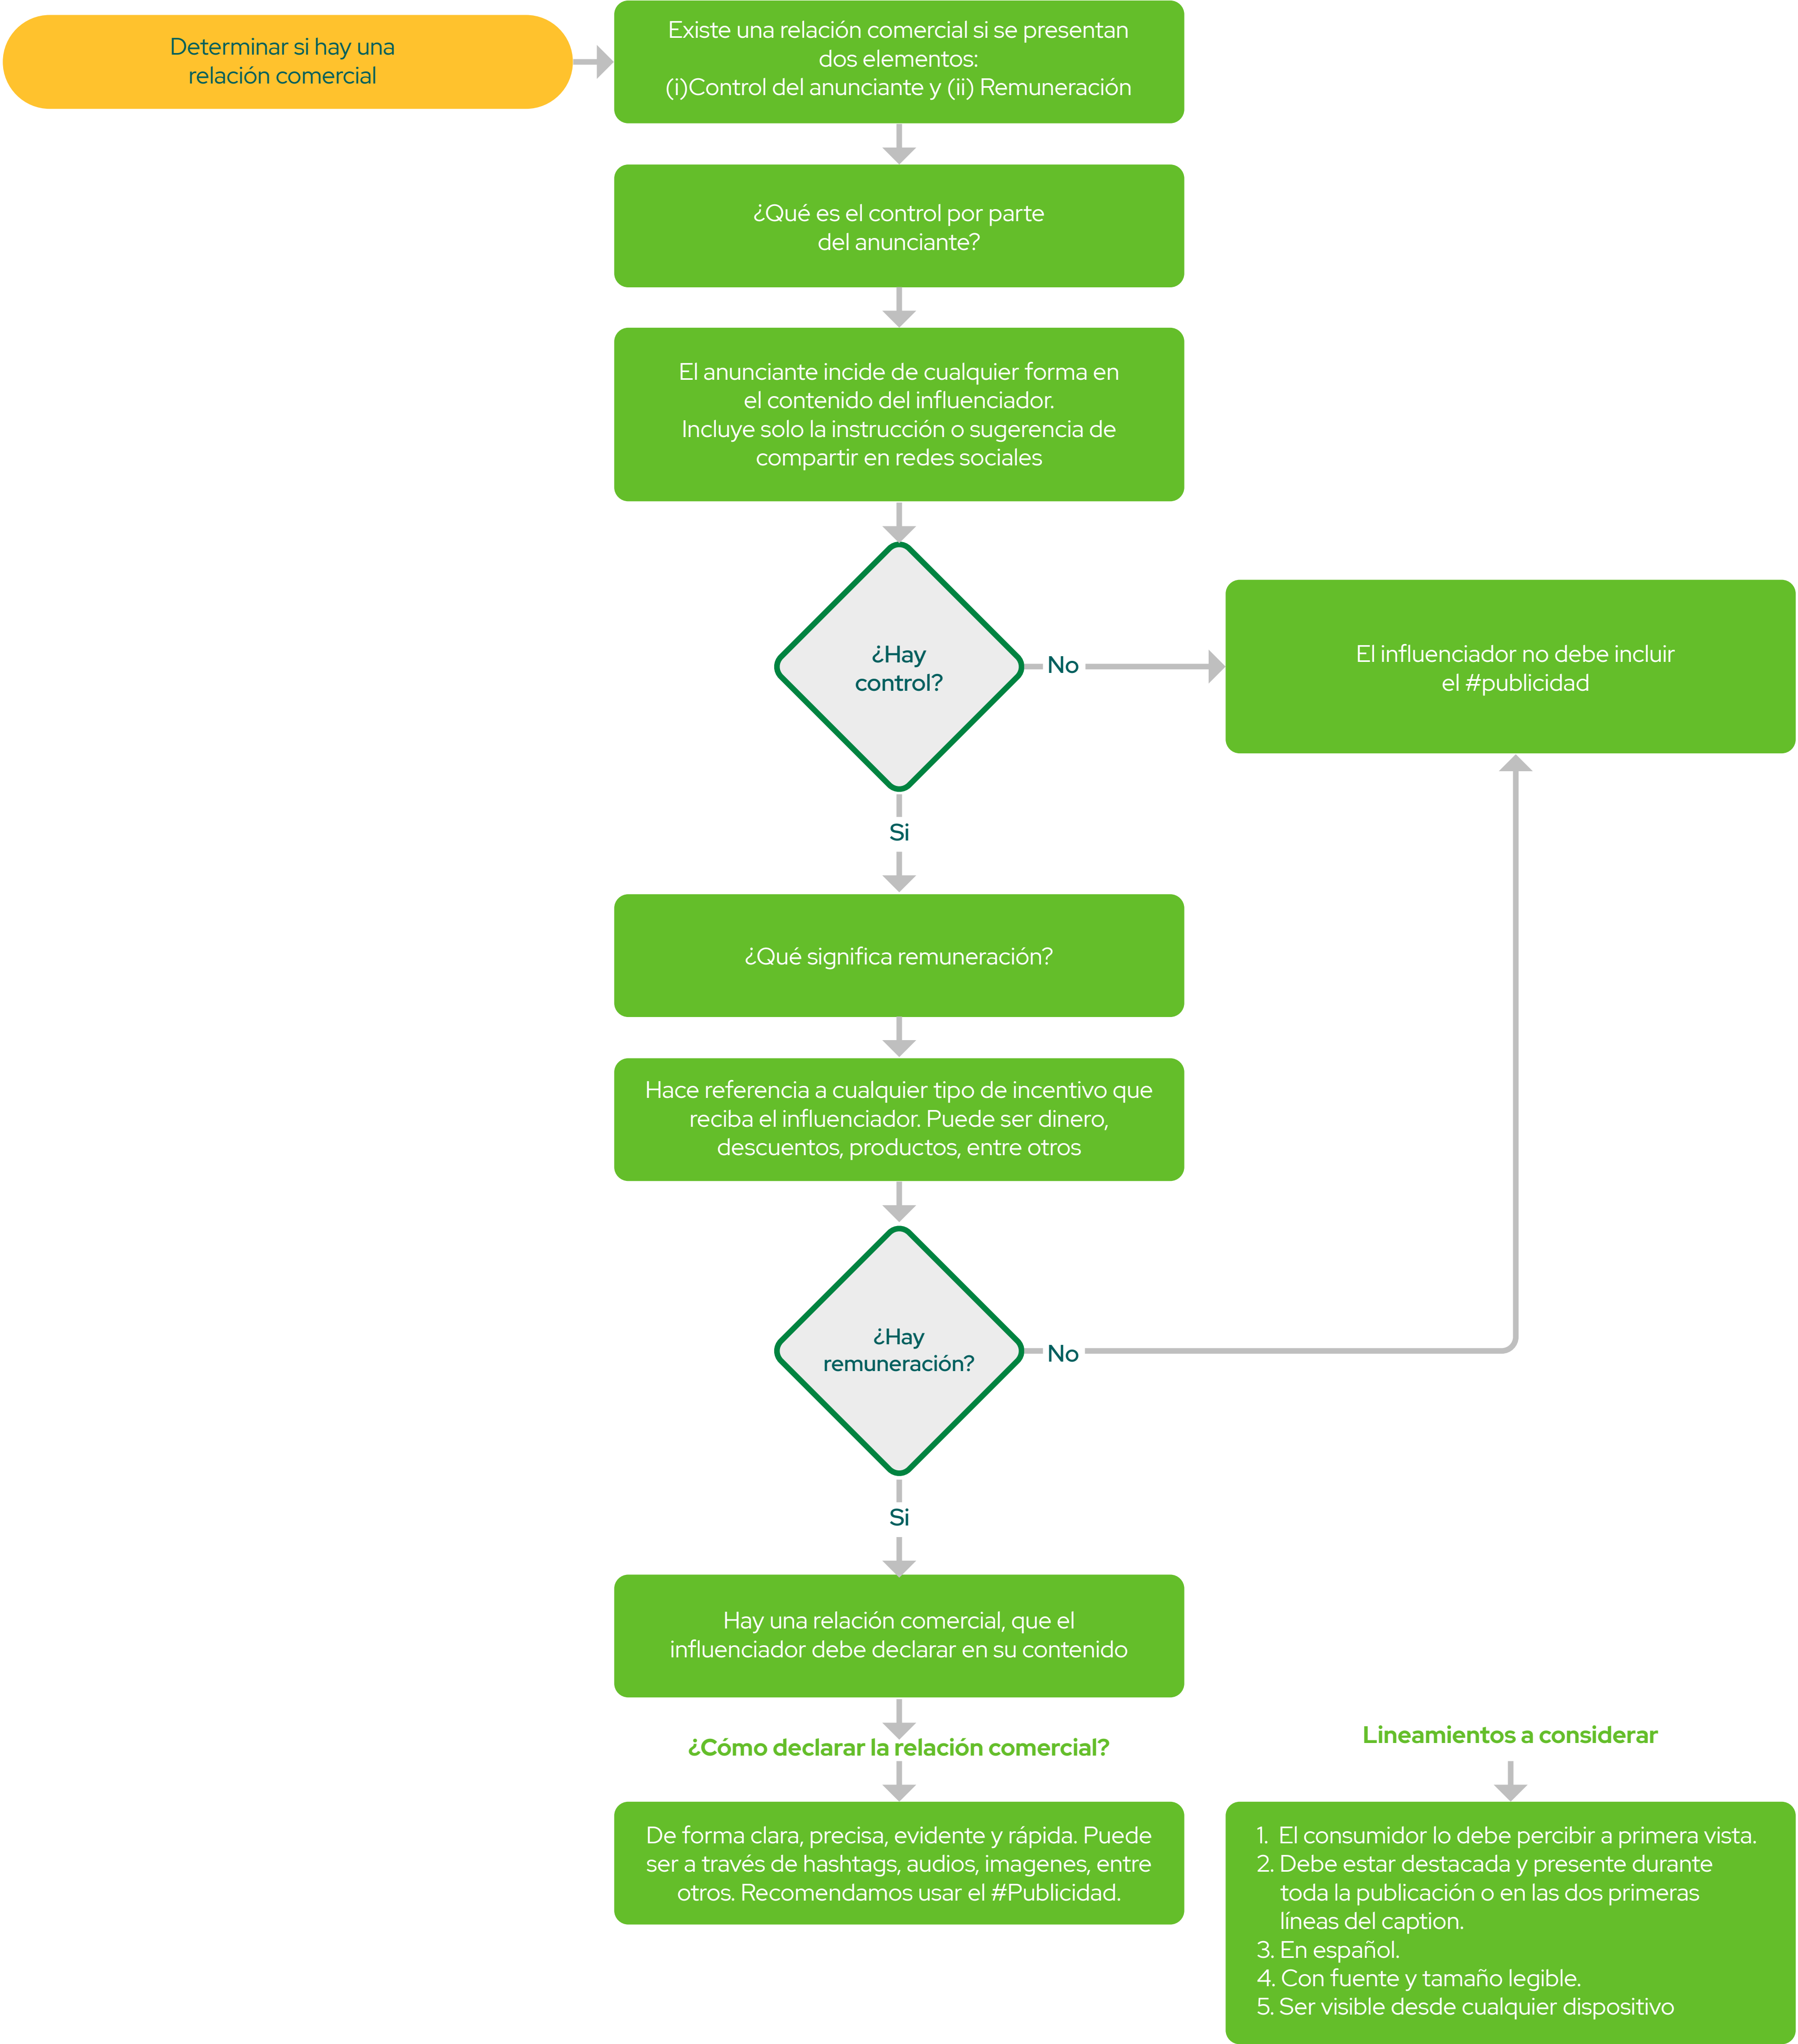 Determinar si hay una
relación comercial
Existe una relación comercial si se presentan
dos elementos:
(i)Control del anunciante y (ii) Remuneración
¿Qué es el control por parte
del anunciante?
El anunciante incide de cualquier forma en
el contenido del influenciador.
Incluye solo la instrucción o sugerencia de
compartir en redes sociales
¿Hay
control?
No
El influenciador no debe incluir
el #publicidad
Si
¿Qué significa remuneración?
Hace referencia a cualquier tipo de incentivo que
reciba el influenciador. Puede ser dinero,
descuentos, productos, entre otros
¿Hay
remuneración?
No
Si
Hay una relación comercial, que el
influenciador debe declarar en su contenido
¿Cómo declarar la relación comercial?
De forma clara, precisa, evidente y rápida. Puede
ser a través de hashtags, audios, imagenes, entre
otros. Recomendamos usar el #Publicidad.
Lineamientos a considerar
1. El consumidor lo debe percibir a primera vista.
2. Debe estar destacada y presente durante
toda la publicación o en las dos primeras
líneas del caption.
3. En español.
4. Con fuente y tamaño legible.
5. Ser visible desde cualquier dispositivo